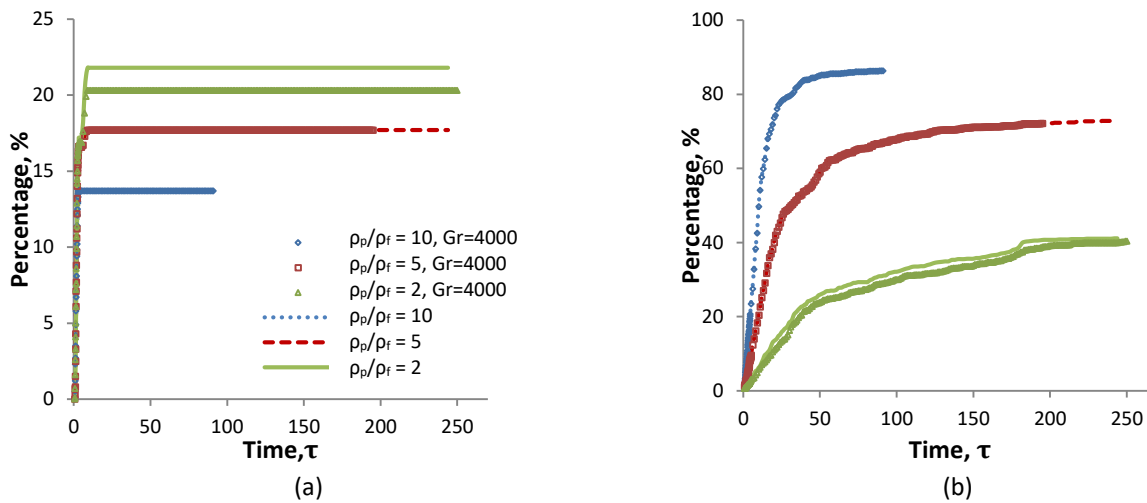 25
20
15
10
5
0
Percentage, %
0 50 100 150 200 250
Time,τ
ρp/ρf = 10, Gr=4000
ρp/ρf = 5, Gr=4000
ρp/ρf = 2, Gr=4000
ρp/ρf = 10
ρp/ρf = 5
ρp/ρf = 2
(a)
100
80
60
40
20
0
Percentage, %
0 50 100 150 200 250
Time, τ
(b)